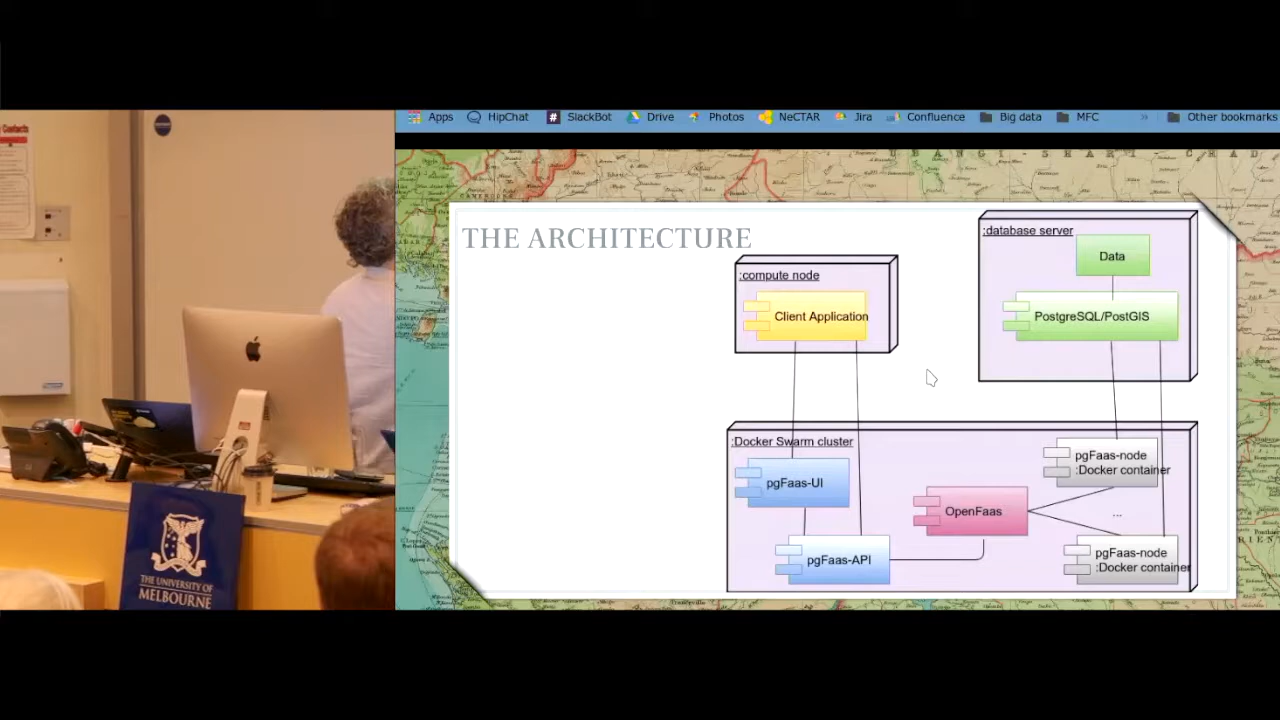 Contacts
Apps
HipChat
SlackBot
Drive
Photos
NeCTAR
Jira
Confluence
Big data
MFC
»
Other bookmarks
THE ARCHITECTURE
:compute node
Client Application
:database server
Data
PostgreSQL/PostGIS
:Docker Swarm cluster
pgFaas-UI
pgFaas-API
OpenFaas
pgFaas-node
:Docker container
...
pgFaas-node
:Docker container
THE UNIVERSITY OF
MELBOURNE